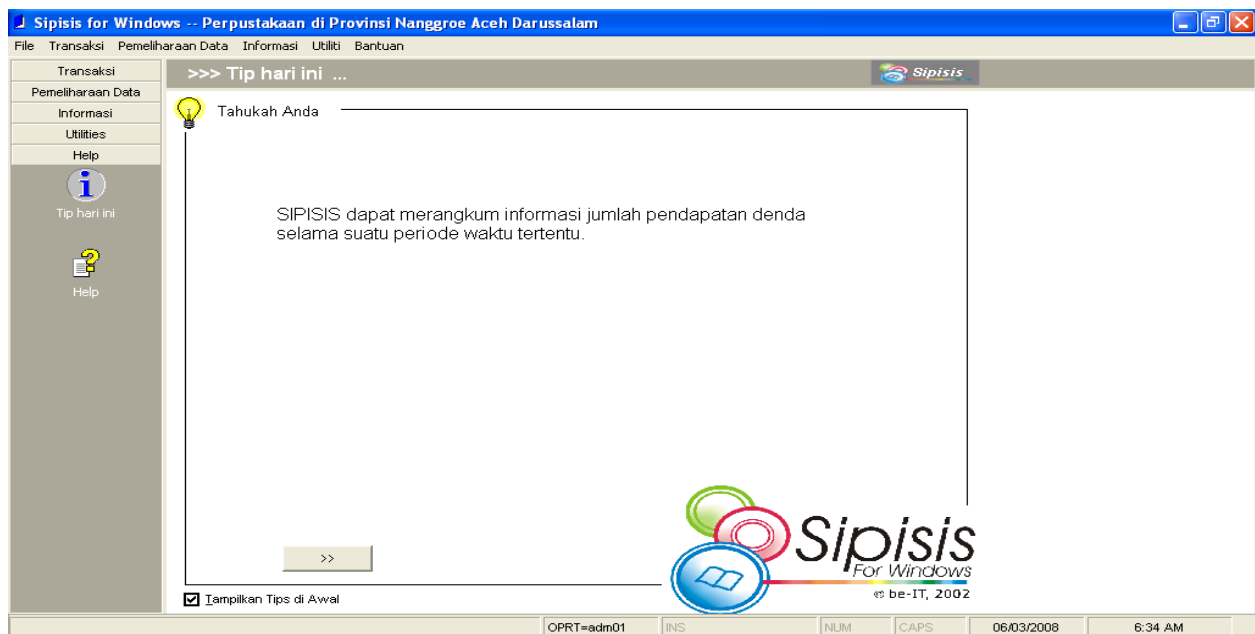 Sipisis for Windows -- Perpustakaan di Provinsi Nanggroe Aceh Darussalam
File Transaksi Pemeliharaan Data Informasi Utiliti Bantuan
Transaksi
Pemeliharaan Data
Informasi
Utilities
Help
Tip hari ini
Help
>>> Tip hari ini ...
Sipisis
Tahukah Anda
SIPISIS dapat merangkum informasi jumlah pendapatan denda
selama suatu periode waktu tertentu.
>>
Sipisis
For Windows
© be-IT, 2002
Tampilkan Tips di Awal
OPRT=adm01 INS NUM CAPS 06/03/2008 6:34 AM